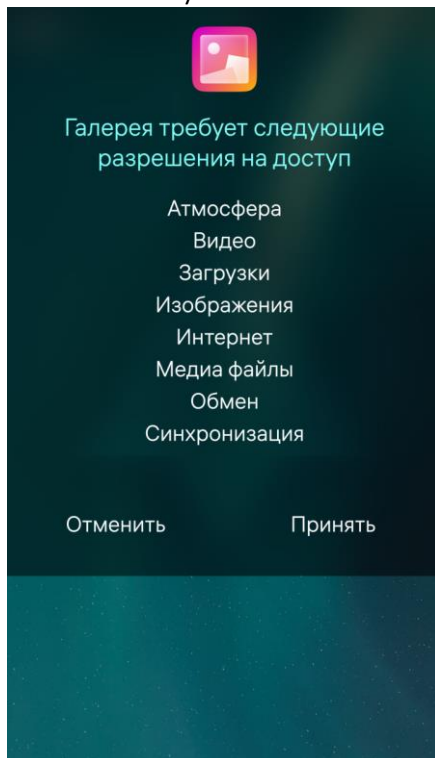 Галерея требует следующие
разрешения на доступ
Атмосфера
Видео
Загрузки
Изображения
Интернет
Медиа файлы
Обмен
Синхронизация
Отменить Принять